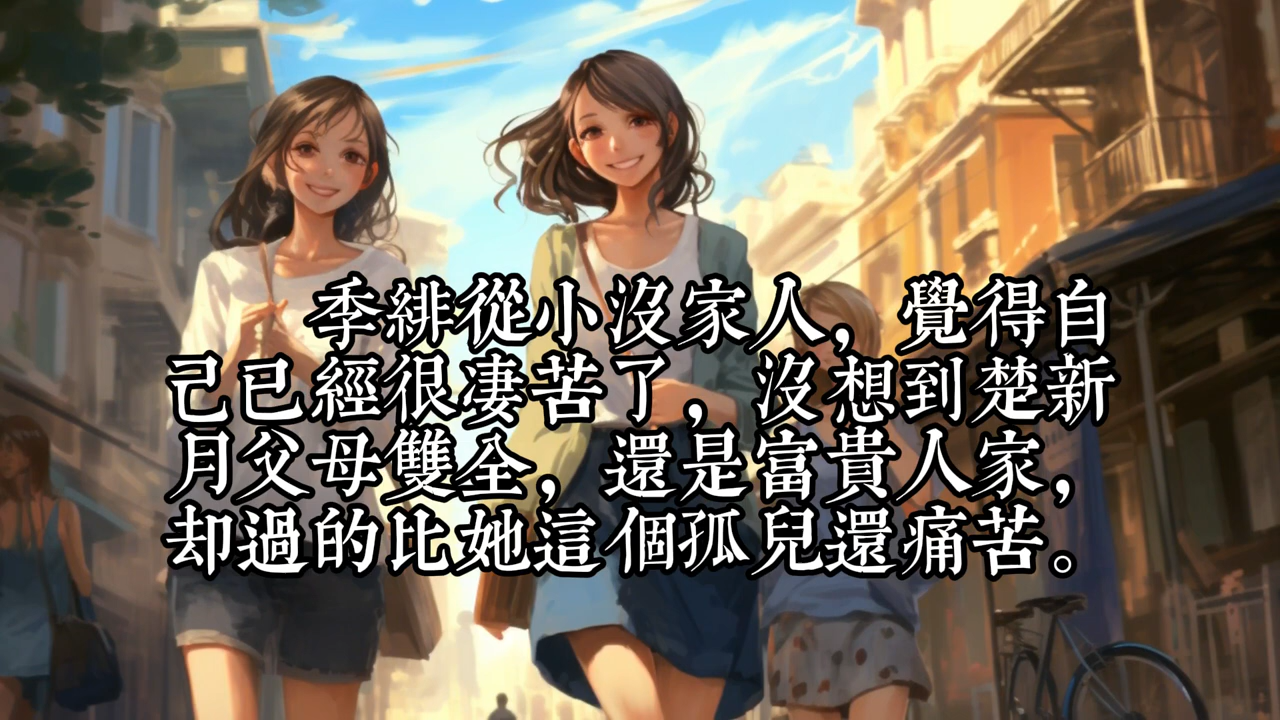 季緋從小沒家人，覺得自
己已經很凄苦了，沒想到楚新
月父母雙全，還是富貴人家，
却過的比她這個孤兒還痛苦。